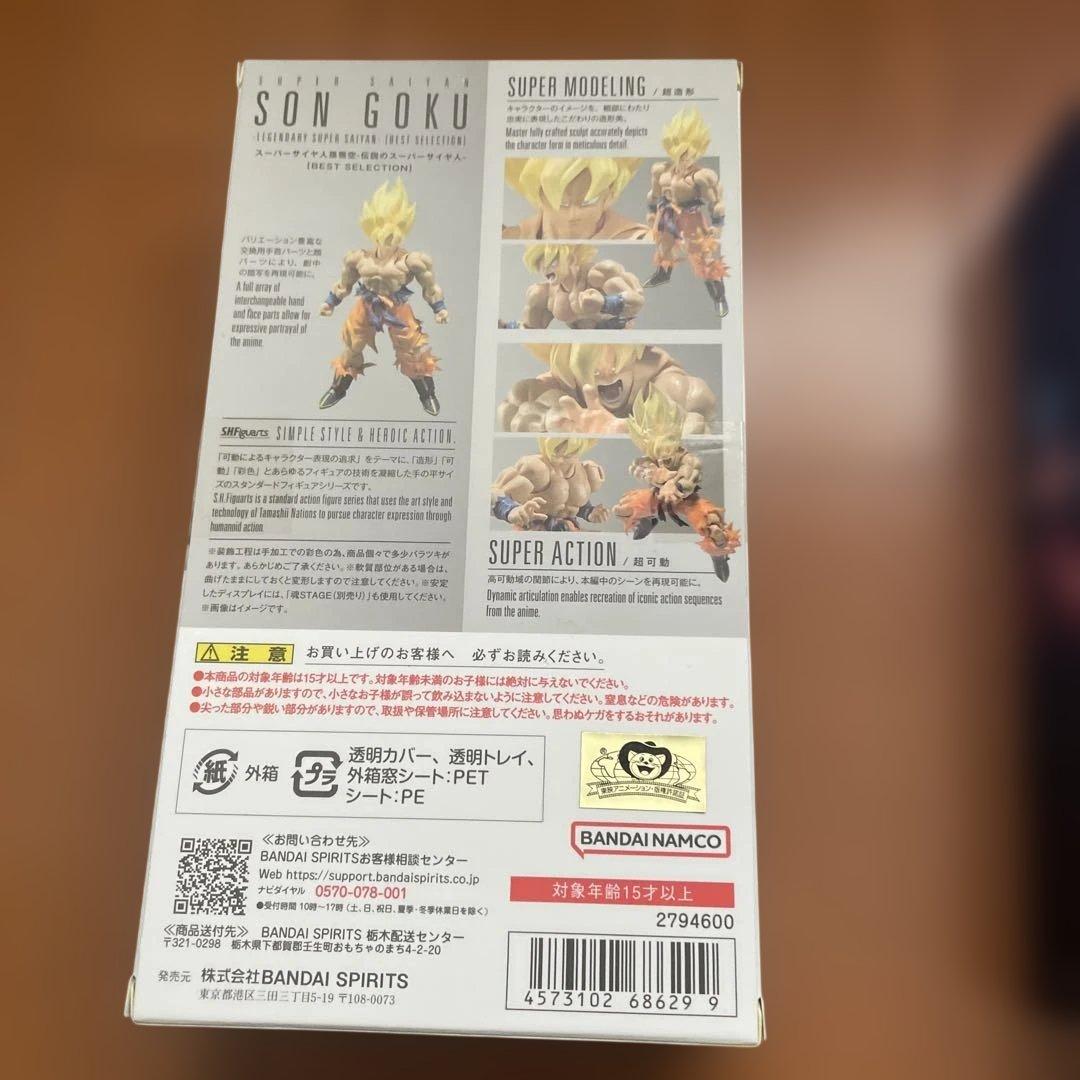 SUPER SAIYAN
SON GOKU
-LEGENDARY SUPER SAIYAN- [BEST SELECTION]
スーパーサイヤ人孫悟空-伝説のスーパーサイヤ人-
[BEST SELECTION]
バリエーション豊富な
交換用手首パーツと顔
パーツにより、劇中
の描写を再現可能に。
A full array of
interchangeable hand
and face parts allow for
expressive portrayal of
the anime.
S.H.Figuarts SIMPLE STYLE & HEROIC ACTION.
「可動によるキャラクター表現の追求」をテーマに、「造形」「可
動」「彩色」とあらゆるフィギュアの技術を凝縮した手の平サイ
ズのスタンダードフィギュアシリーズです。
S.H.Figuarts is a standard action figure series that uses the art style and
technology of Tamashii Nations to pursue character expression through
humanoid action.
※装飾工程は手加工での彩色の為、商品個々で多少バラツキが
あります。あらかじめご了承ください。※軟質部位がある場合は、
曲げたままにしておくと変形しますので注意してください。※安定
したディスプレイには、「魂STAGE(別売り)」も使用してください。
※画像はイメージです。
SUPER MODELING / 超造形
キャラクターのイメージを、細部にわたり
忠実に表現したこだわりの造形美。
Master fully crafted sculpt accurately depicts
the character form in meticulous detail.
SUPER ACTION / 超可動
高可動域の関節により、本編中のシーンを再現可能に。
Dynamic articulation enables recreation of iconic action sequences
from the anime.
注意 お買い上げのお客様へ 必ずお読みください。
●本商品の対象年齢は15才以上です。対象年齢未満のお子様には絶対に与えないでください。
●小さな部品がありますので、小さなお子様が誤って飲み込まないように注意してください。窒息などの危険があります。
●尖った部分や鋭い部分がありますので、取扱や保管場所に注意してください。思わぬケガをするおそれがあります。
紙 外箱
プラ 透明カバー、透明トレイ、
外箱窓シート:PET
シート:PE
東映アニメーション・版権許諾証
BANDAI NAMCO
≪お問い合わせ先≫
BANDAI SPIRITSお客様相談センター
Web https://support.bandaispirits.co.jp
ナビダイヤル 0570-078-001
●受付時間 10時〜17時(土、日、祝日、夏季・冬季休業日を除く)
≪商品送付先≫ BANDAI SPIRITS 栃木配送センター
〒321-0298 栃木県下都賀郡壬生町おもちゃのまち4-2-20
発売元 株式会社BANDAI SPIRITS
東京都港区三田三丁目5-19 〒108-0073
対象年齢15才以上
2794600
4573102 68629 9